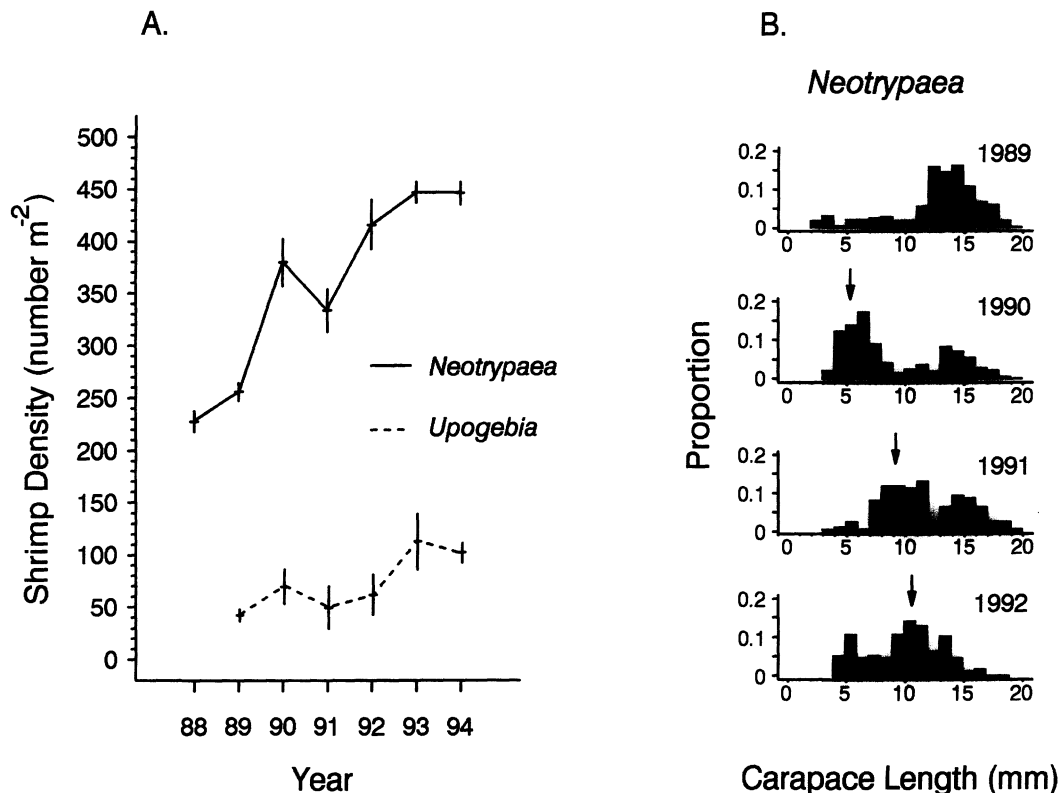 A.
Shrimp Density (number m-2)
500
450
400
350
300
250
200
150
100
50
0
Neotrypaea
Upogebia
88 89 90 91 92 93 94
Year
B.
Neotrypaea
Proportion
1989
0.2
0.1
0
0 5 10 15 20
1990
0.2
0.1
0
0 5 10 15 20
1991
0.2
0.1
0
0 5 10 15 20
1992
0.2
0.1
0
0 5 10 15 20
Carapace Length (mm)